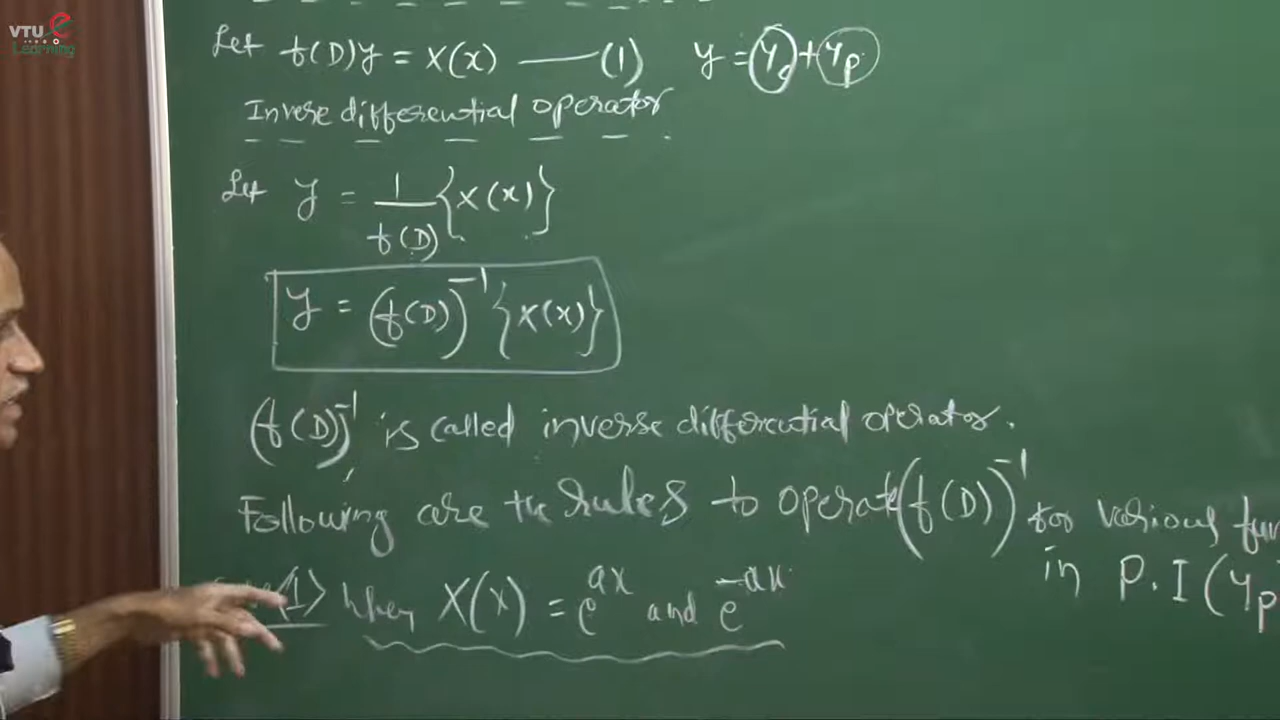 VTU e Learning
Let f(D)y = X(x) —— (1) y = y_c + y_p.
Inverse differential operator
Let y = 1/f(D) {X(x)}
y = (f(D))^-1 {X(x)}
(f(D))^-1 is called inverse differential operator.
Following are the rules to operate (f(D))^-1 for various
in P.I (y_p
<1> when X(x) = e^ax and e^-ax.